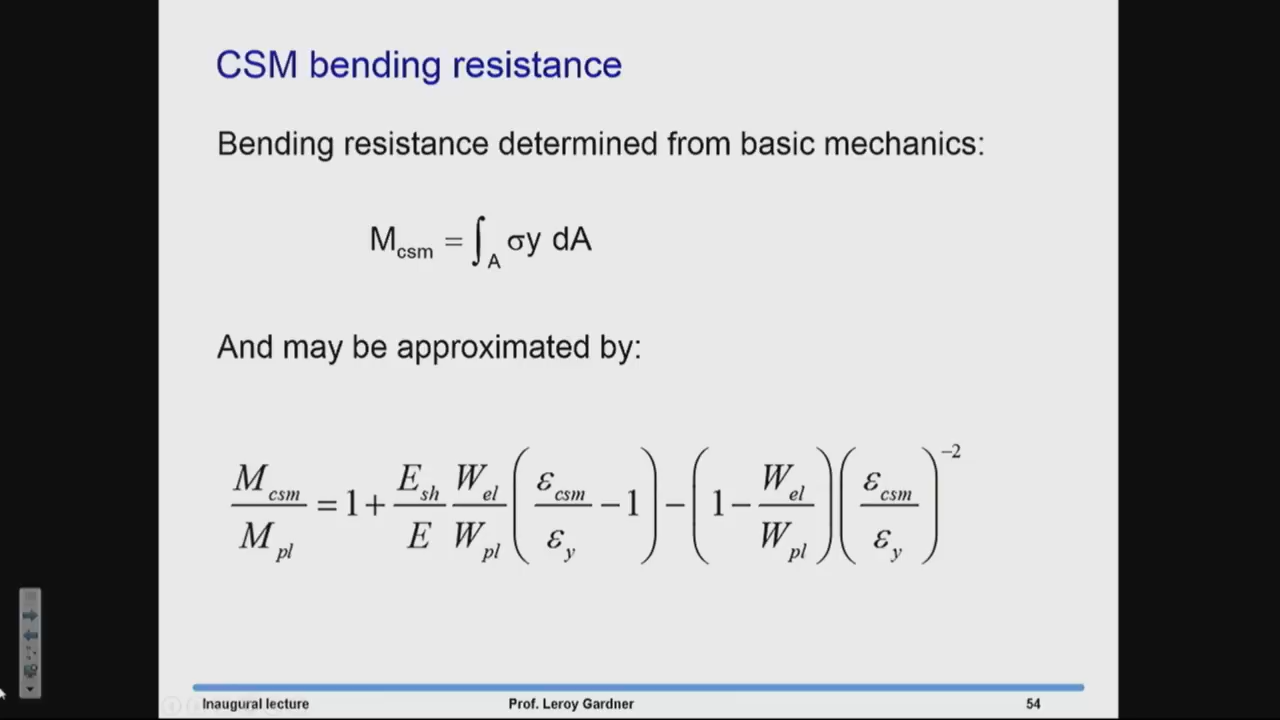 CSM bending resistance
Bending resistance determined from basic mechanics:
M_csm = ∫_A σy dA
And may be approximated by:
M_csm / M_pl = 1 + (E_sh / E) (W_el / W_pl) (ε_csm / ε_y − 1) − (1 − W_el / W_pl) (ε_csm / ε_y)^−2
Inaugural lecture Prof. Leroy Gardner 54